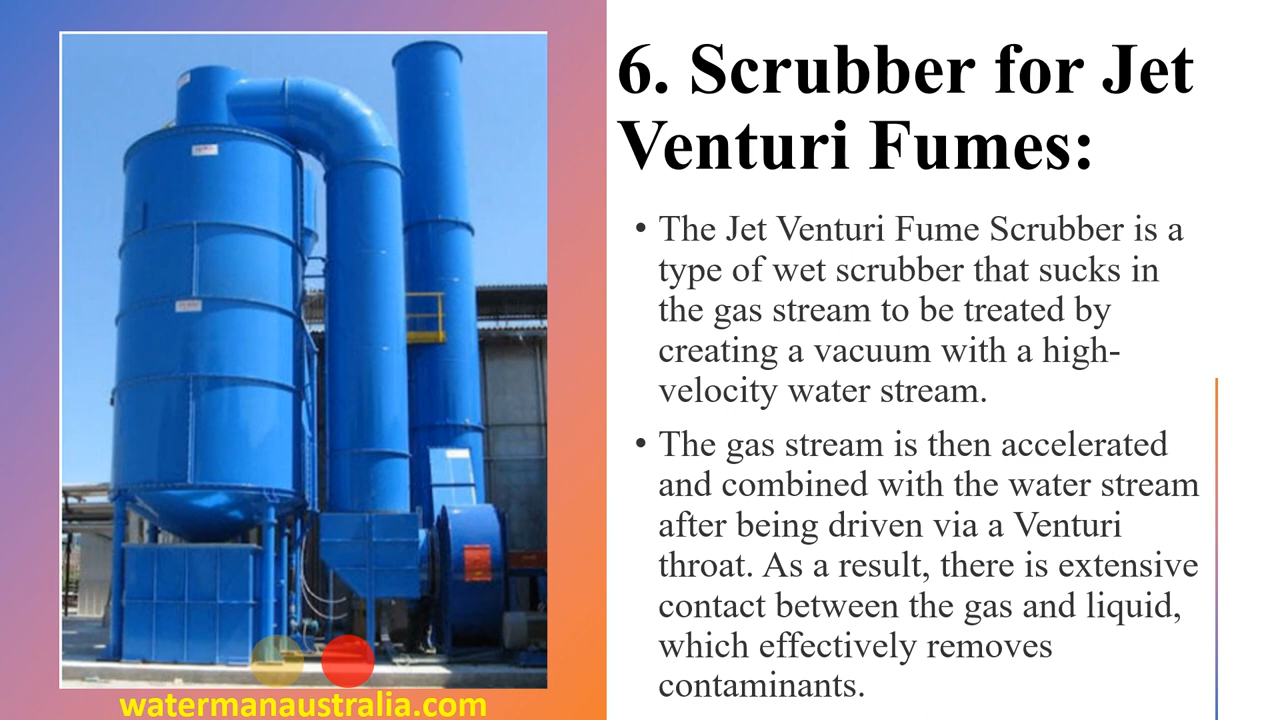 6. Scrubber for Jet
Venturi Fumes:
• The Jet Venturi Fume Scrubber is a
type of wet scrubber that sucks in
the gas stream to be treated by
creating a vacuum with a high-
velocity water stream.
• The gas stream is then accelerated
and combined with the water stream
after being driven via a Venturi
throat. As a result, there is extensive
contact between the gas and liquid,
which effectively removes
contaminants.
watermanaustralia.com